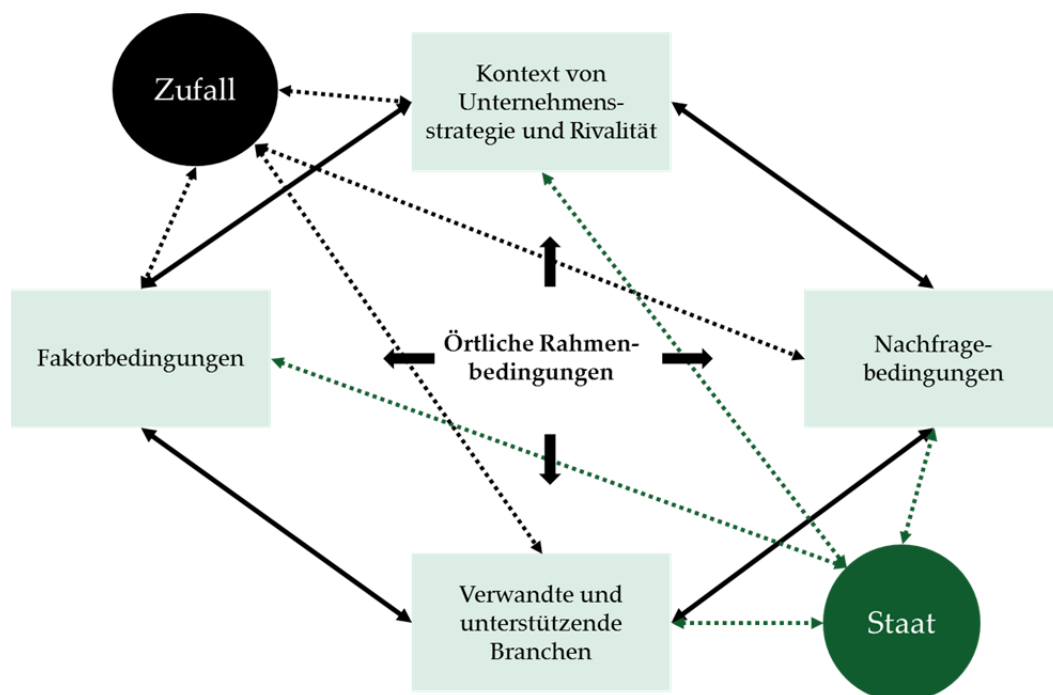 Zufall
Kontext von
Unternehmens-
strategie und Rivalität
Faktorbedingungen
Örtliche Rahmen-
bedingungen
Nachfrage-
bedingungen
Verwandte und
unterstützende
Branchen
Staat